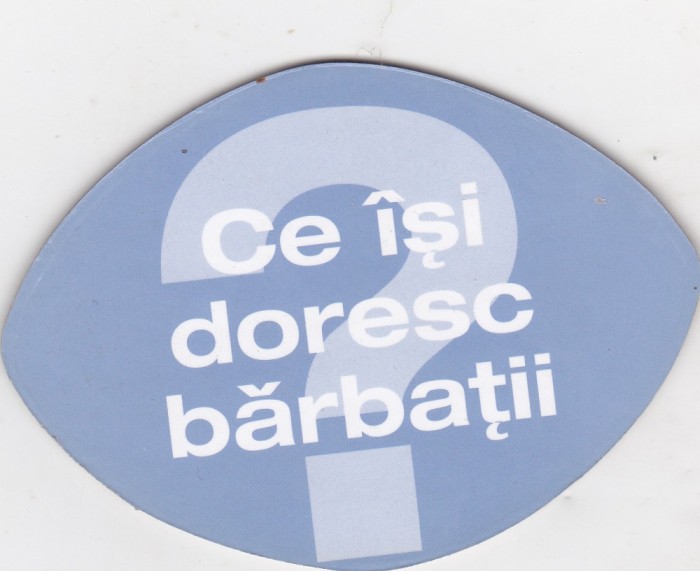 Ce îşi
doresc
bărbaţii
?